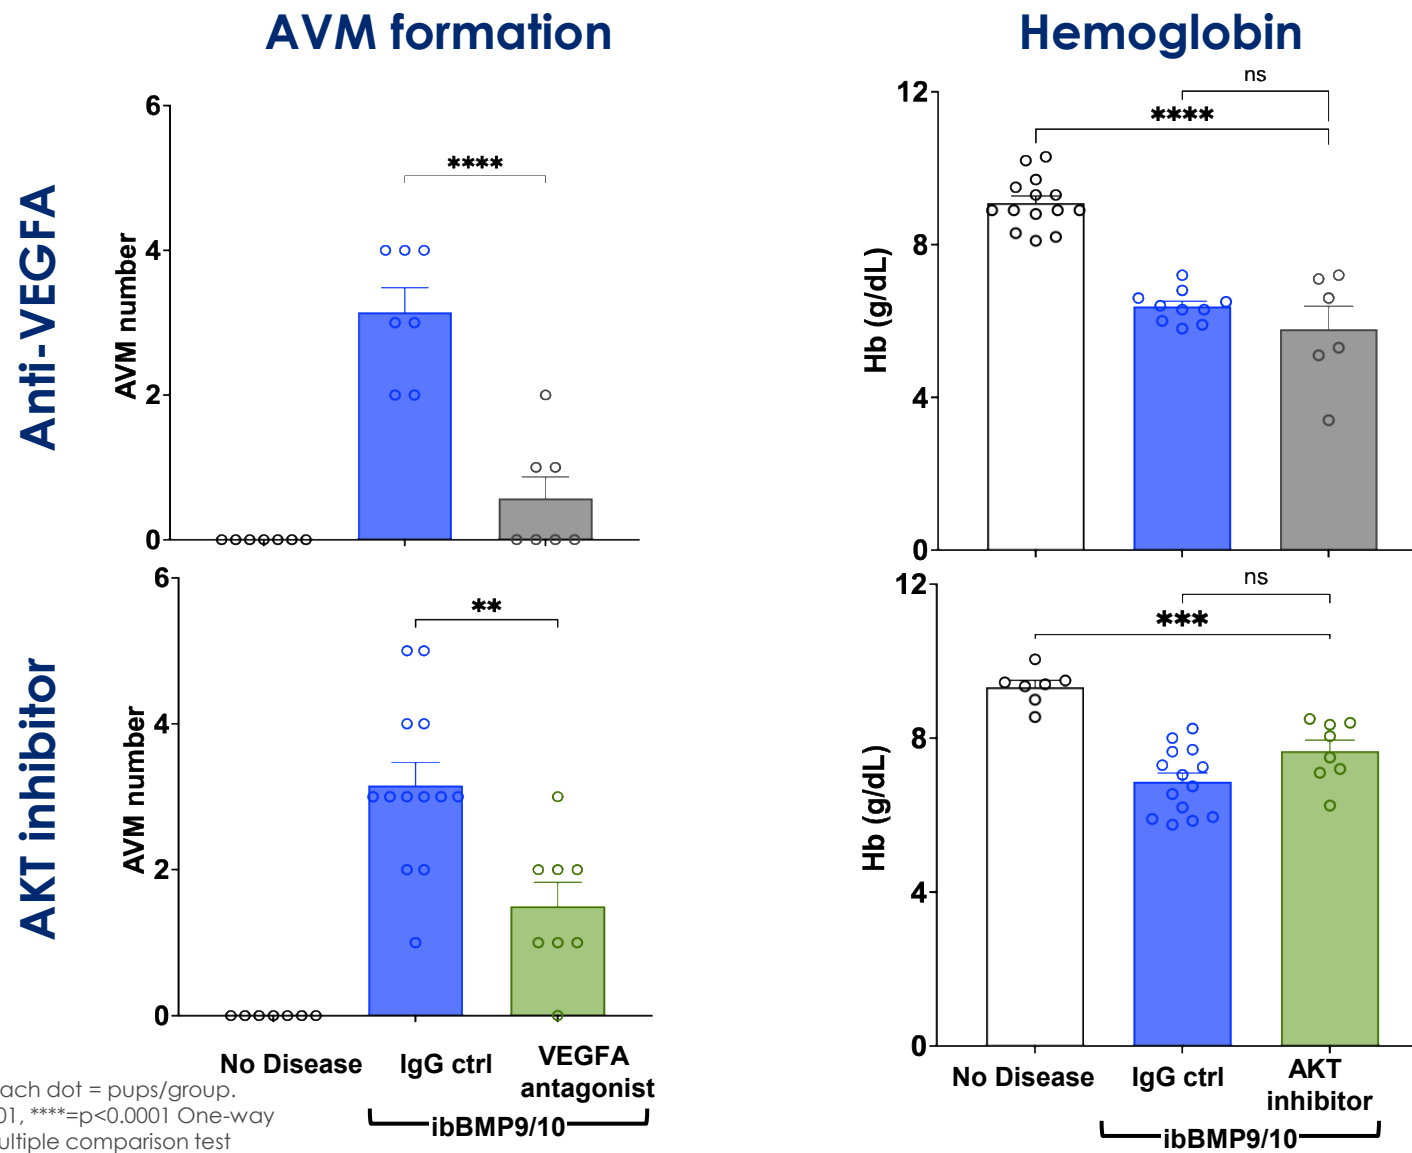 AVM formation
Hemoglobin
Anti-VEGFA
AVM number
6
4
2
0
****
Hb (g/dL)
12
8
4
0
ns
****
AKT inhibitor
AVM number
6
4
2
0
**
No Disease
IgG ctrl
VEGFA
antagonist
ibBMP9/10
Hb (g/dL)
12
8
4
0
ns
***
No Disease
IgG ctrl
AKT
inhibitor
ibBMP9/10
ach dot = pups/group.
01, ****=p<0.0001 One-way
ultiple comparison test